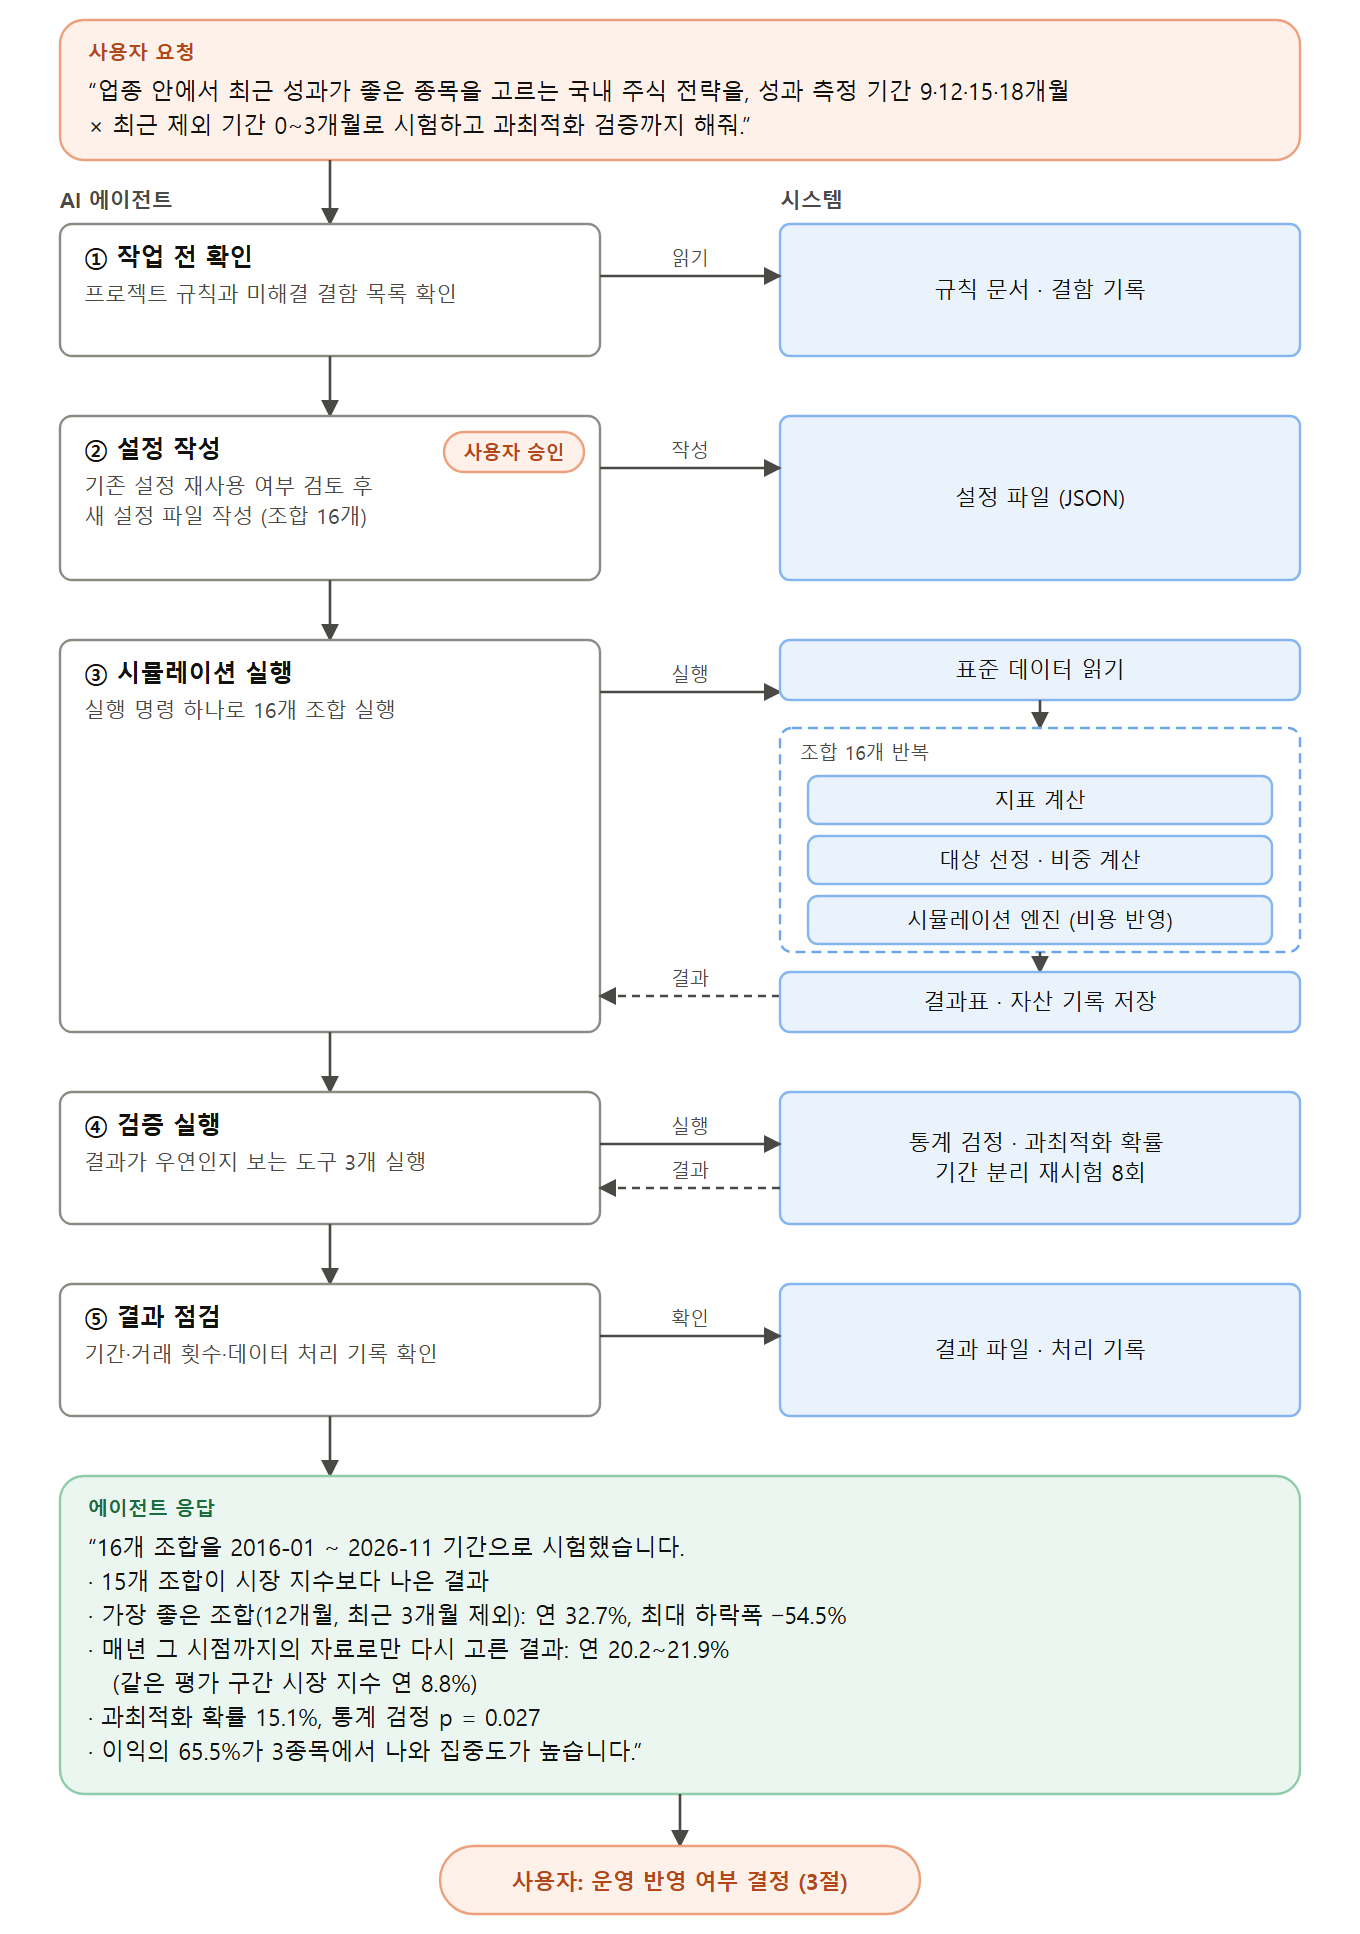 사용자 요청
“업종 안에서 최근 성과가 좋은 종목을 고르는 국내 주식 전략을, 성과 측정 기간 9·12·15·18개월
× 최근 제외 기간 0~3개월로 시험하고 과최적화 검증까지 해줘.”
AI 에이전트
시스템
① 작업 전 확인
프로젝트 규칙과 미해결 결함 목록 확인
읽기
규칙 문서 · 결함 기록
② 설정 작성
사용자 승인
기존 설정 재사용 여부 검토 후
새 설정 파일 작성 (조합 16개)
작성
설정 파일 (JSON)
③ 시뮬레이션 실행
실행 명령 하나로 16개 조합 실행
실행
표준 데이터 읽기
조합 16개 반복
지표 계산
대상 선정 · 비중 계산
시뮬레이션 엔진 (비용 반영)
결과
결과표 · 자산 기록 저장
④ 검증 실행
결과가 우연인지 보는 도구 3개 실행
실행
결과
통계 검정 · 과최적화 확률
기간 분리 재시험 8회
⑤ 결과 점검
기간·거래 횟수·데이터 처리 기록 확인
확인
결과 파일 · 처리 기록
에이전트 응답
“16개 조합을 2016-01 ~ 2026-11 기간으로 시험했습니다.
· 15개 조합이 시장 지수보다 나은 결과
· 가장 좋은 조합(12개월, 최근 3개월 제외): 연 32.7%, 최대 하락폭 −54.5%
· 매년 그 시점까지의 자료로만 다시 고른 결과: 연 20.2~21.9%
(같은 평가 구간 시장 지수 연 8.8%)
· 과최적화 확률 15.1%, 통계 검정 p = 0.027
· 이익의 65.5%가 3종목에서 나와 집중도가 높습니다.”
사용자: 운영 반영 여부 결정 (3절)